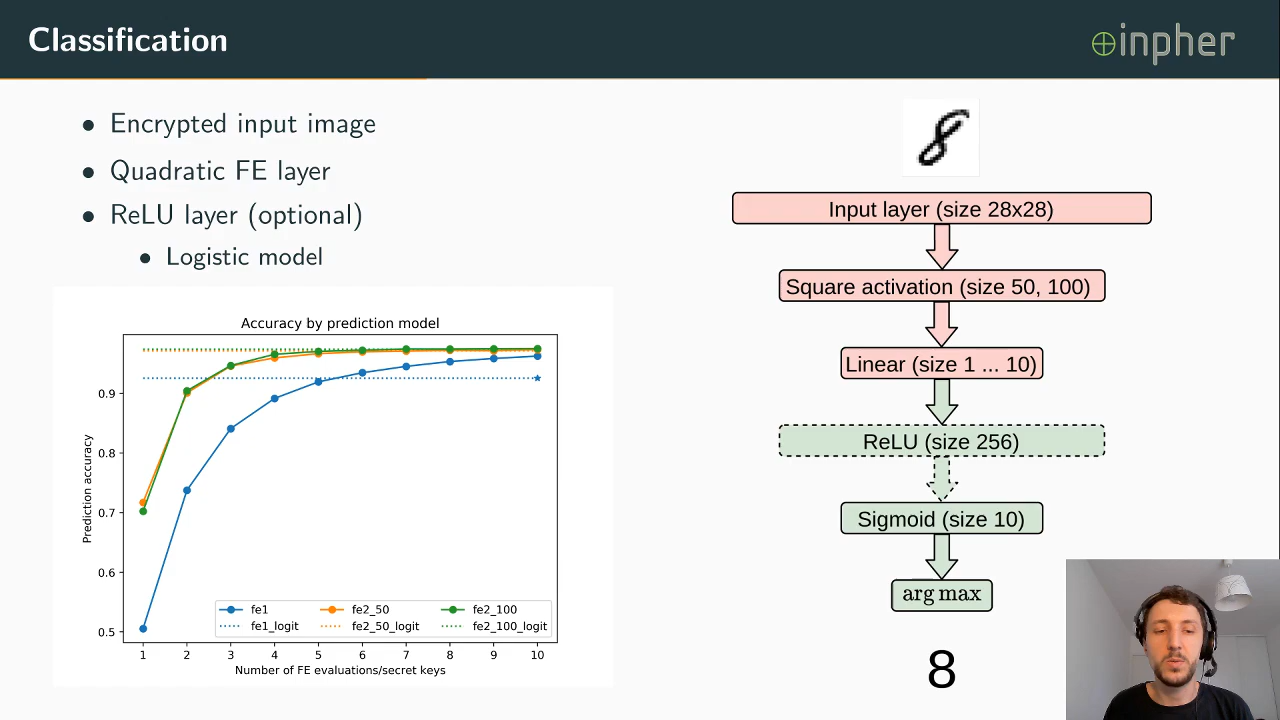 Classification
inpher
• Encrypted input image
• Quadratic FE layer
• ReLU layer (optional)
• Logistic model
Accuracy by prediction model
Prediction accuracy
0.9
0.8
0.7
0.6
0.5
1 2 3 4 5 6 7 8 9 10
Number of FE evaluations/secret keys
fe1 fe2_50 fe2_100
fe1_logit fe2_50_logit fe2_100_logit
8
Input layer (size 28x28)
Square activation (size 50, 100)
Linear (size 1 ... 10)
ReLU (size 256)
Sigmoid (size 10)
arg max
8